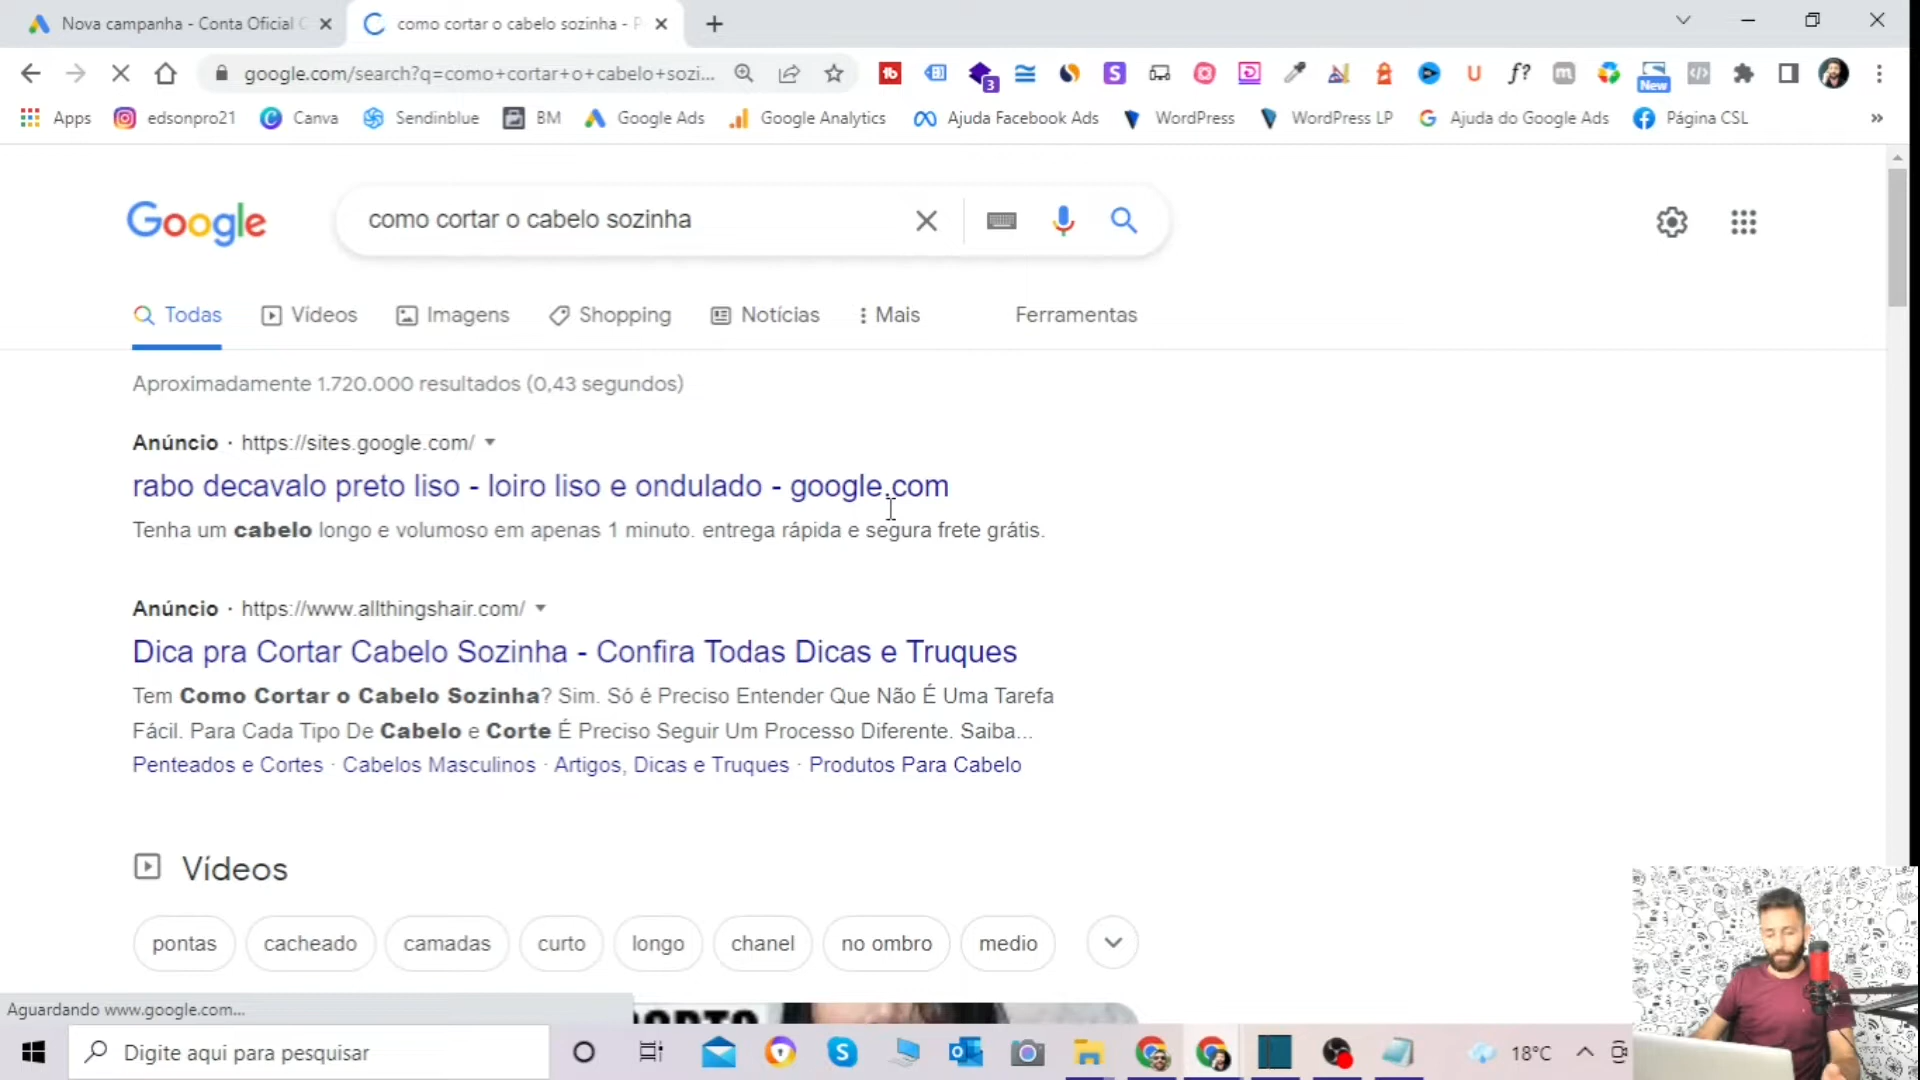 Nova campanha - Conta Oficial
como cortar o cabelo sozinha - P
google.com/search?q=como+cortar+o+cabelo+sozi...
3
New
Apps
edsonpro21
Canva
Sendinblue
BM
Google Ads
Google Analytics
Ajuda Facebook Ads
WordPress
WordPress LP
Ajuda do Google Ads
Página CSL
»
Google
como cortar o cabelo sozinha
Todas
Vídeos
Imagens
Shopping
Notícias
Mais
Ferramentas
Aproximadamente 1.720.000 resultados (0,43 segundos)
Anúncio · https://sites.google.com/
rabo decavalo preto liso - loiro liso e ondulado - google.com
Tenha um cabelo longo e volumoso em apenas 1 minuto. entrega rápida e segura frete grátis.
Anúncio · https://www.allthingshair.com/
Dica pra Cortar Cabelo Sozinha - Confira Todas Dicas e Truques
Tem Como Cortar o Cabelo Sozinha? Sim. Só é Preciso Entender Que Não É Uma Tarefa
Fácil. Para Cada Tipo De Cabelo e Corte É Preciso Seguir Um Processo Diferente. Saiba...
Penteados e Cortes · Cabelos Masculinos · Artigos, Dicas e Truques · Produtos Para Cabelo
Vídeos
pontas
cacheado
camadas
curto
longo
chanel
no ombro
medio
Aguardando www.google.com...
Digite aqui para pesquisar
18°C